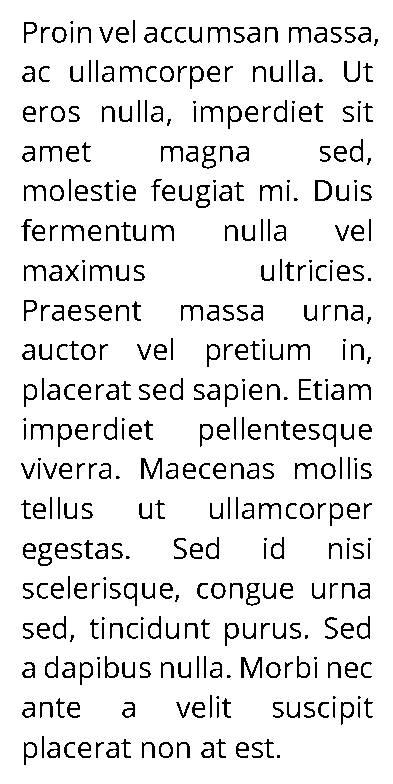 Proin vel accumsan massa,
ac ullamcorper nulla. Ut
eros nulla, imperdiet sit
amet magna sed,
molestie feugiat mi. Duis
fermentum nulla vel
maximus ultricies.
Praesent massa urna,
auctor vel pretium in,
placerat sed sapien. Etiam
imperdiet pellentesque
viverra. Maecenas mollis
tellus ut ullamcorper
egestas. Sed id nisi
scelerisque, congue urna
sed, tincidunt purus. Sed
a dapibus nulla. Morbi nec
ante a velit suscipit
placerat non at est.